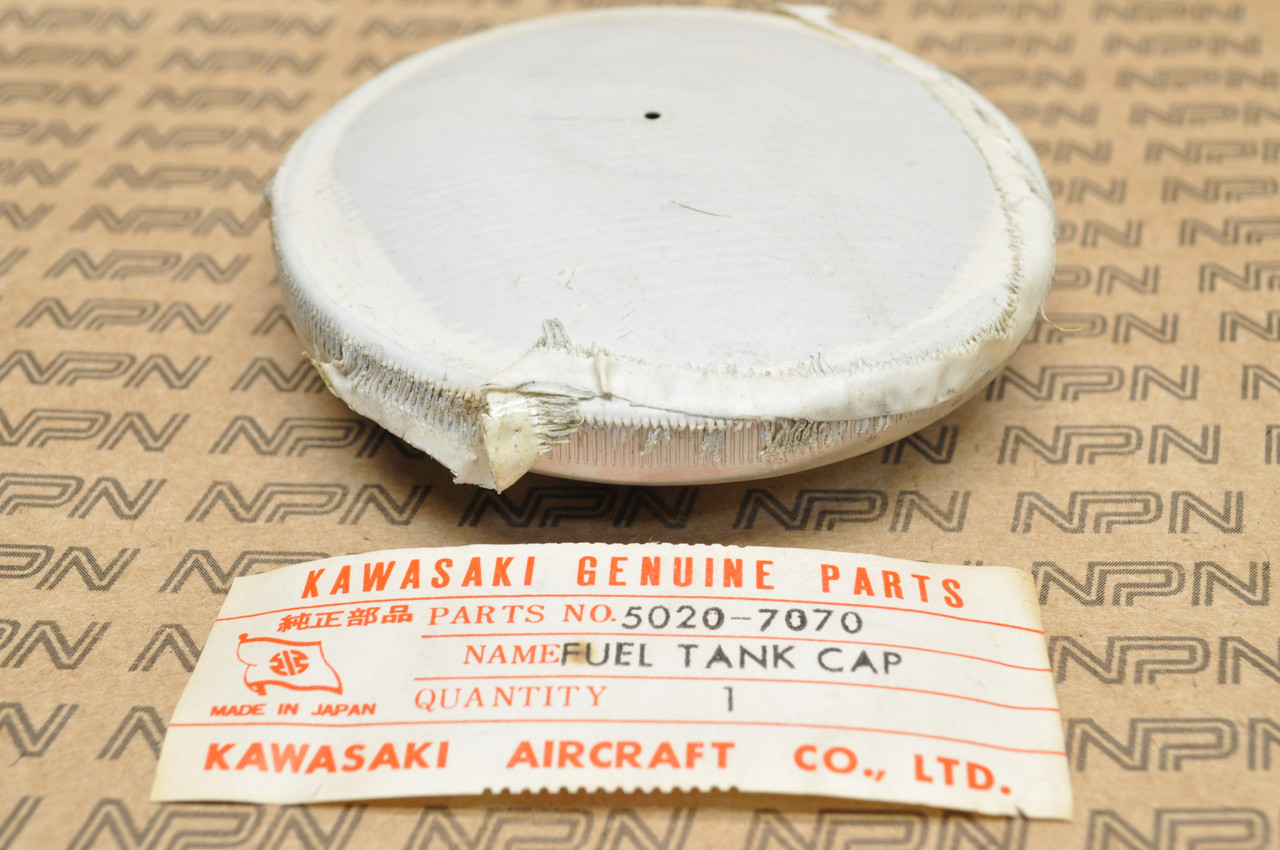 KAWASAKI GENUINE PARTS
純正部品 PARTS NO. 5020-7070
NAME FUEL TANK CAP
QUANTITY 1
MADE IN JAPAN
KAWASAKI AIRCRAFT CO., LTD.
NPN